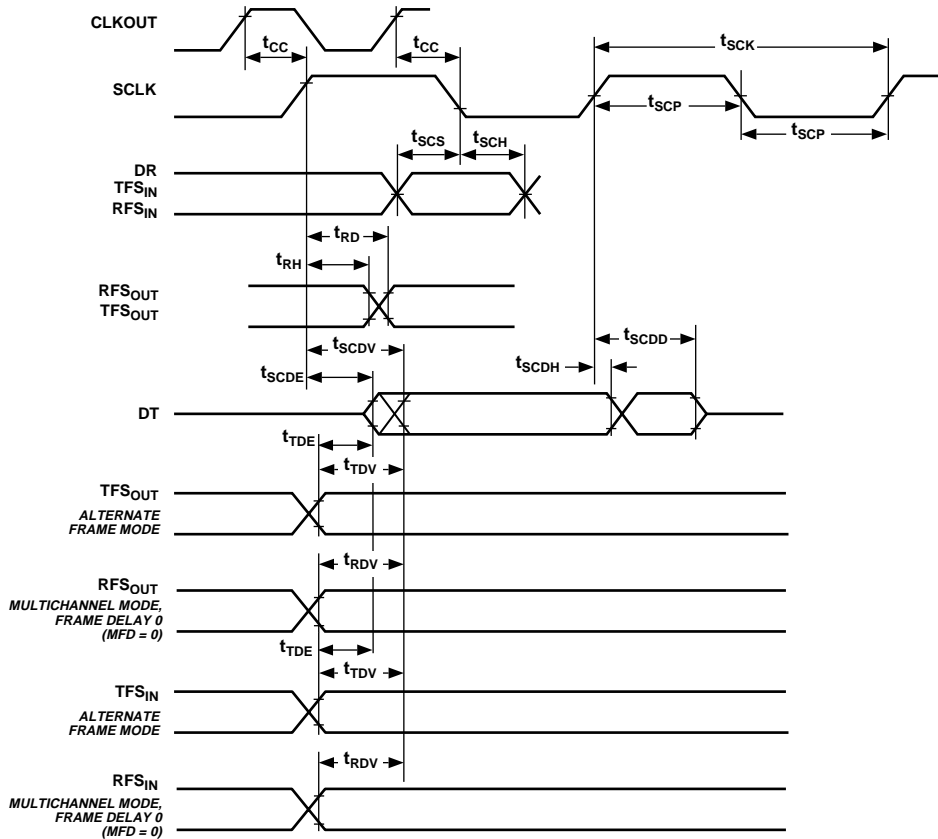 CLKOUT
tCC
tCC
tSCK
SCLK
tSCP
tSCP
tSCS
tSCH
DR
TFSIN
RFSIN
tRD
tRH
RFSOUT
TFSOUT
tSCDV
tSCDD
tSCDH
tSCDE
DT
tTDE
tTDV
TFSOUT
ALTERNATE
FRAME MODE
tRDV
RFSOUT
MULTICHANNEL MODE,
FRAME DELAY 0
(MFD = 0)
tTDE
tTDV
TFSIN
ALTERNATE
FRAME MODE
tRDV
RFSIN
MULTICHANNEL MODE,
FRAME DELAY 0
(MFD = 0)